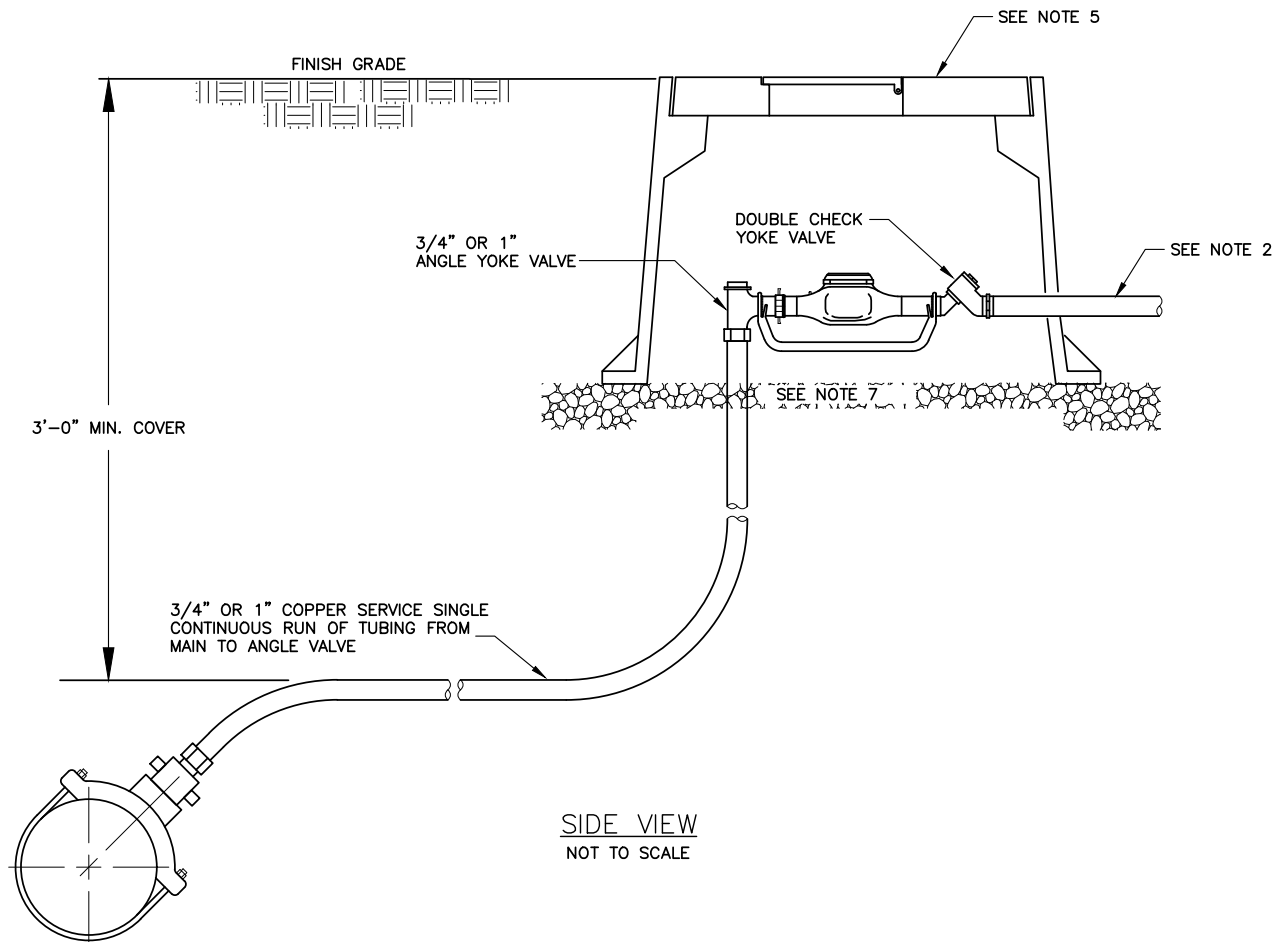 SEE NOTE 5
FINISH GRADE
DOUBLE CHECK
YOKE VALVE
3/4” OR 1”
ANGLE YOKE VALVE
SEE NOTE 2
SEE NOTE 7
3’–0” MIN. COVER
3/4” OR 1” COPPER SERVICE SINGLE
CONTINUOUS RUN OF TUBING FROM
MAIN TO ANGLE VALVE
SIDE VIEW
NOT TO SCALE